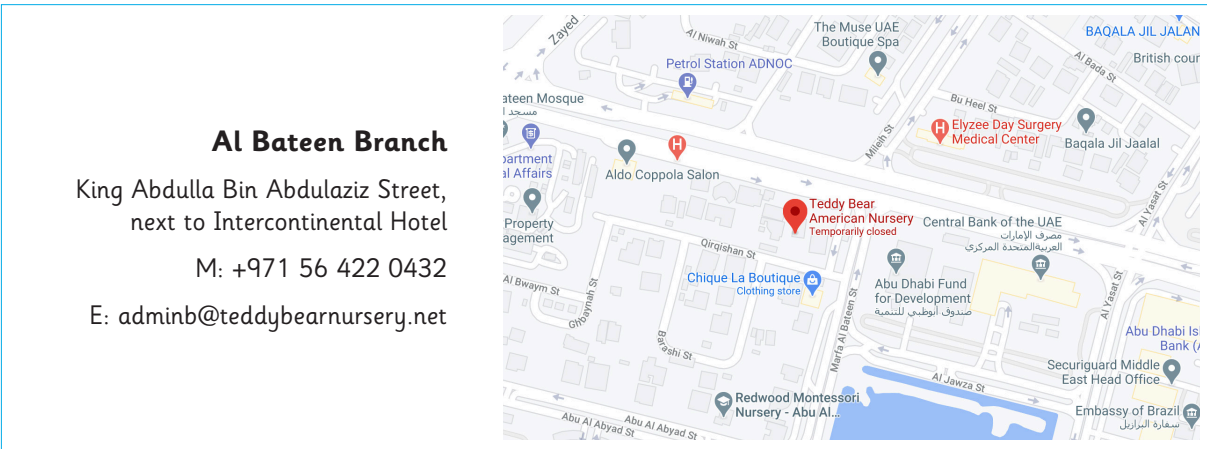 Al Bateen Branch
King Abdulla Bin Abdulaziz Street,
next to Intercontinental Hotel
M: +971 56 422 0432
E: adminb@teddybearnursery.net
Zayed
Al Niwah St
The Muse UAE
Boutique Spa
BAQALA JIL JALAN
Al Bada St
British cour
Petrol Station ADNOC
ateen Mosque
مسجد
Bu Heel St
Elyzee Day Surgery
Medical Center
Baqala Jil Jaalal
Mileih St
partment
al Affairs
Aldo Coppola Salon
Al Yasat St
Teddy Bear
American Nursery
Temporarily closed
Central Bank of the UAE
مصرف الإمارات
العربيةالمتحدة المركزي
Property
agement
Qirqishan St
Chique La Boutique
Clothing store
Abu Dhabi Fund
for Development
صندوق أبوظبي للتنمية
Al Bwaym St
Ghbaynah St
Barashi St
Marfa Al Bateen St
Al Yasat St
Abu Dhabi Isl
Bank (A
Securiguard Middle
East Head Office
Al Jawza St
Redwood Montessori
Nursery - Abu Al...
Embassy of Brazil
سفارة البرازيل
Abu Al Abyad St
Abu Al Abyad St